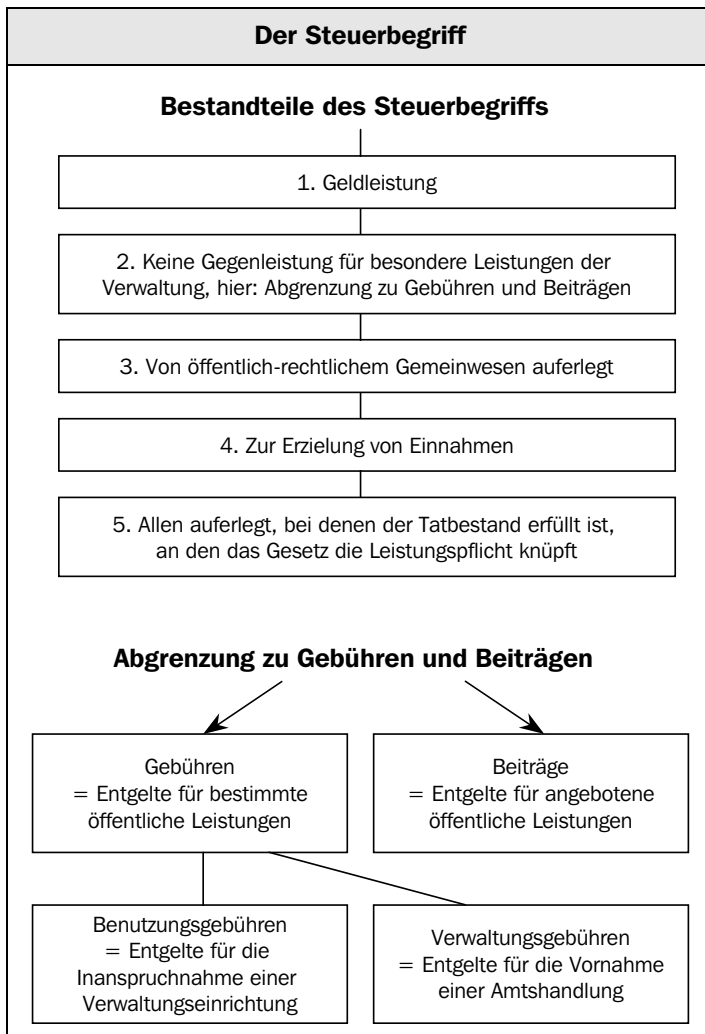 Der Steuerbegriff
Bestandteile des Steuerbegriffs
1. Geldleistung
2. Keine Gegenleistung für besondere Leistungen der
Verwaltung, hier: Abgrenzung zu Gebühren und Beiträgen
3. Von öffentlich-rechtlichem Gemeinwesen auferlegt
4. Zur Erzielung von Einnahmen
5. Allen auferlegt, bei denen der Tatbestand erfüllt ist,
an den das Gesetz die Leistungspflicht knüpft
Abgrenzung zu Gebühren und Beiträgen
Gebühren
= Entgelte für bestimmte
öffentliche Leistungen
Beiträge
= Entgelte für angebotene
öffentliche Leistungen
Benutzungsgebühren
= Entgelte für die
Inanspruchnahme einer
Verwaltungseinrichtung
Verwaltungsgebühren
= Entgelte für die Vornahme
einer Amtshandlung